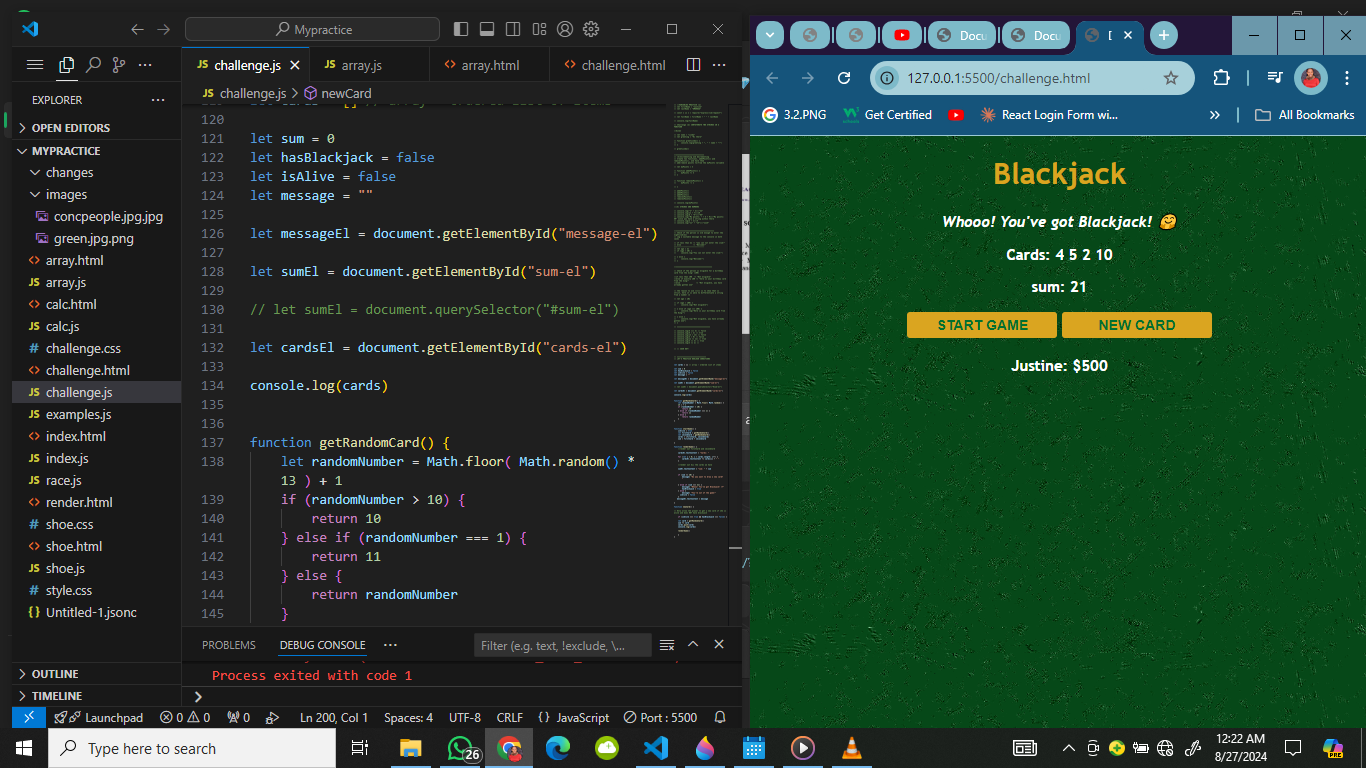 Mypractice
challenge.js
array.js
array.html
challenge.html
EXPLORER
challenge.js > newCard
OPEN EDITORS
MYPRACTICE
changes
images
concpeople.jpg.jpg
green.jpg.png
array.html
array.js
calc.html
calc.js
challenge.css
challenge.html
challenge.js
examples.js
index.html
index.js
race.js
render.html
shoe.css
shoe.html
shoe.js
style.css
Untitled-1.jsonc
OUTLINE
TIMELINE
120
121 let sum = 0
122 let hasBlackjack = false
123 let isAlive = false
124 let message = ""
125
126 let messageEl = document.getElementById("message-el")
127
128 let sumEl = document.getElementById("sum-el")
129
130 // let sumEl = document.querySelector("#sum-el")
131
132 let cardsEl = document.getElementById("cards-el")
133
134 console.log(cards)
135
136
137 function getRandomCard() {
138 let randomNumber = Math.floor( Math.random() *
13 ) + 1
139 if (randomNumber > 10) {
140 return 10
141 } else if (randomNumber === 1) {
142 return 11
143 } else {
144 return randomNumber
145 }
PROBLEMS
DEBUG CONSOLE
Filter (e.g. text, !exclude, \...
Process exited with code 1
Launchpad
0
0
0
Ln 200, Col 1
Spaces: 4
UTF-8
CRLF
{} JavaScript
Port : 5500
Docu
Docu
127.0.0.1:5500/challenge.html
3.2.PNG
Get Certified
React Login Form wi...
All Bookmarks
Blackjack
Whooo! You've got Blackjack! 🤗
Cards: 4 5 2 10
sum: 21
START GAME
NEW CARD
Justine: $500
Type here to search
26
12:22 AM
8/27/2024
PRE